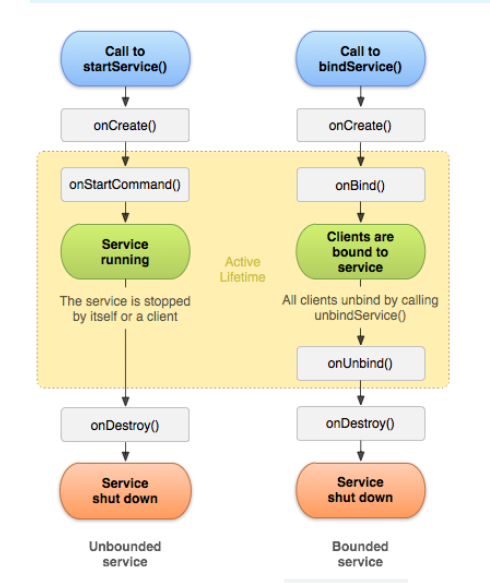 Call to
startService()
onCreate()
onStartCommand()
Service
running
The service is stopped
by itself or a client
onDestroy()
Service
shut down
Unbounded
service
Active
Lifetime
Call to
bindService()
onCreate()
onBind()
Clients are
bound to
service
All clients unbind by calling
unbindService()
onUnbind()
onDestroy()
Service
shut down
Bounded
service